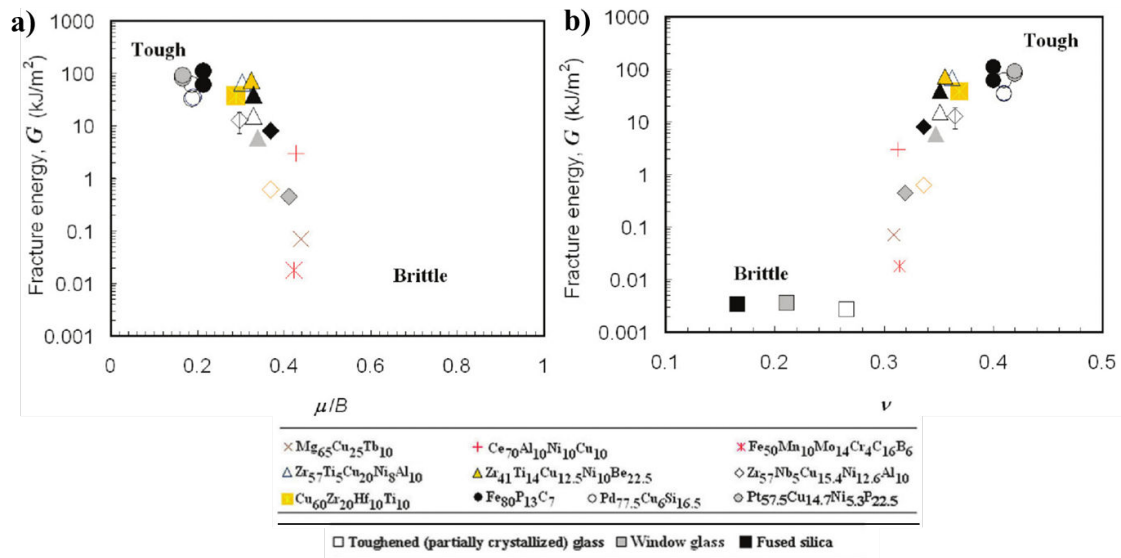 a)
1000
100
10
1
0.1
0.01
0.001
Fracture energy, G (kJ/m²)
Tough
Brittle
0 0.2 0.4 0.6 0.8 1
μ/B
b)
1000
100
10
1
0.1
0.01
0.001
Fracture energy, G (kJ/m²)
Tough
Brittle
0.1 0.2 0.3 0.4 0.5
ν
Mg₆₅Cu₂₅Tb₁₀ Ce₇₀Al₁₀Ni₁₀Cu₁₀ Fe₅₀Mn₁₀Mo₁₄Cr₄C₁₆B₆
Zr₅₇Ti₅Cu₂₀Ni₈Al₁₀ Zr₄₁Ti₁₄Cu₁₂.₅Ni₁₀Be₂₂.₅ Zr₅₇Nb₅Cu₁₅.₄Ni₁₂.₆Al₁₀
Cu₆₀Zr₂₀Hf₁₀Ti₁₀ Fe₈₀P₁₃C₇ Pd₇₇.₅Cu₆Si₁₆.₅ Pt₅₇.₅Cu₁₄.₇Ni₅.₃P₂₂.₅
Toughened (partially crystallized) glass Window glass Fused silica